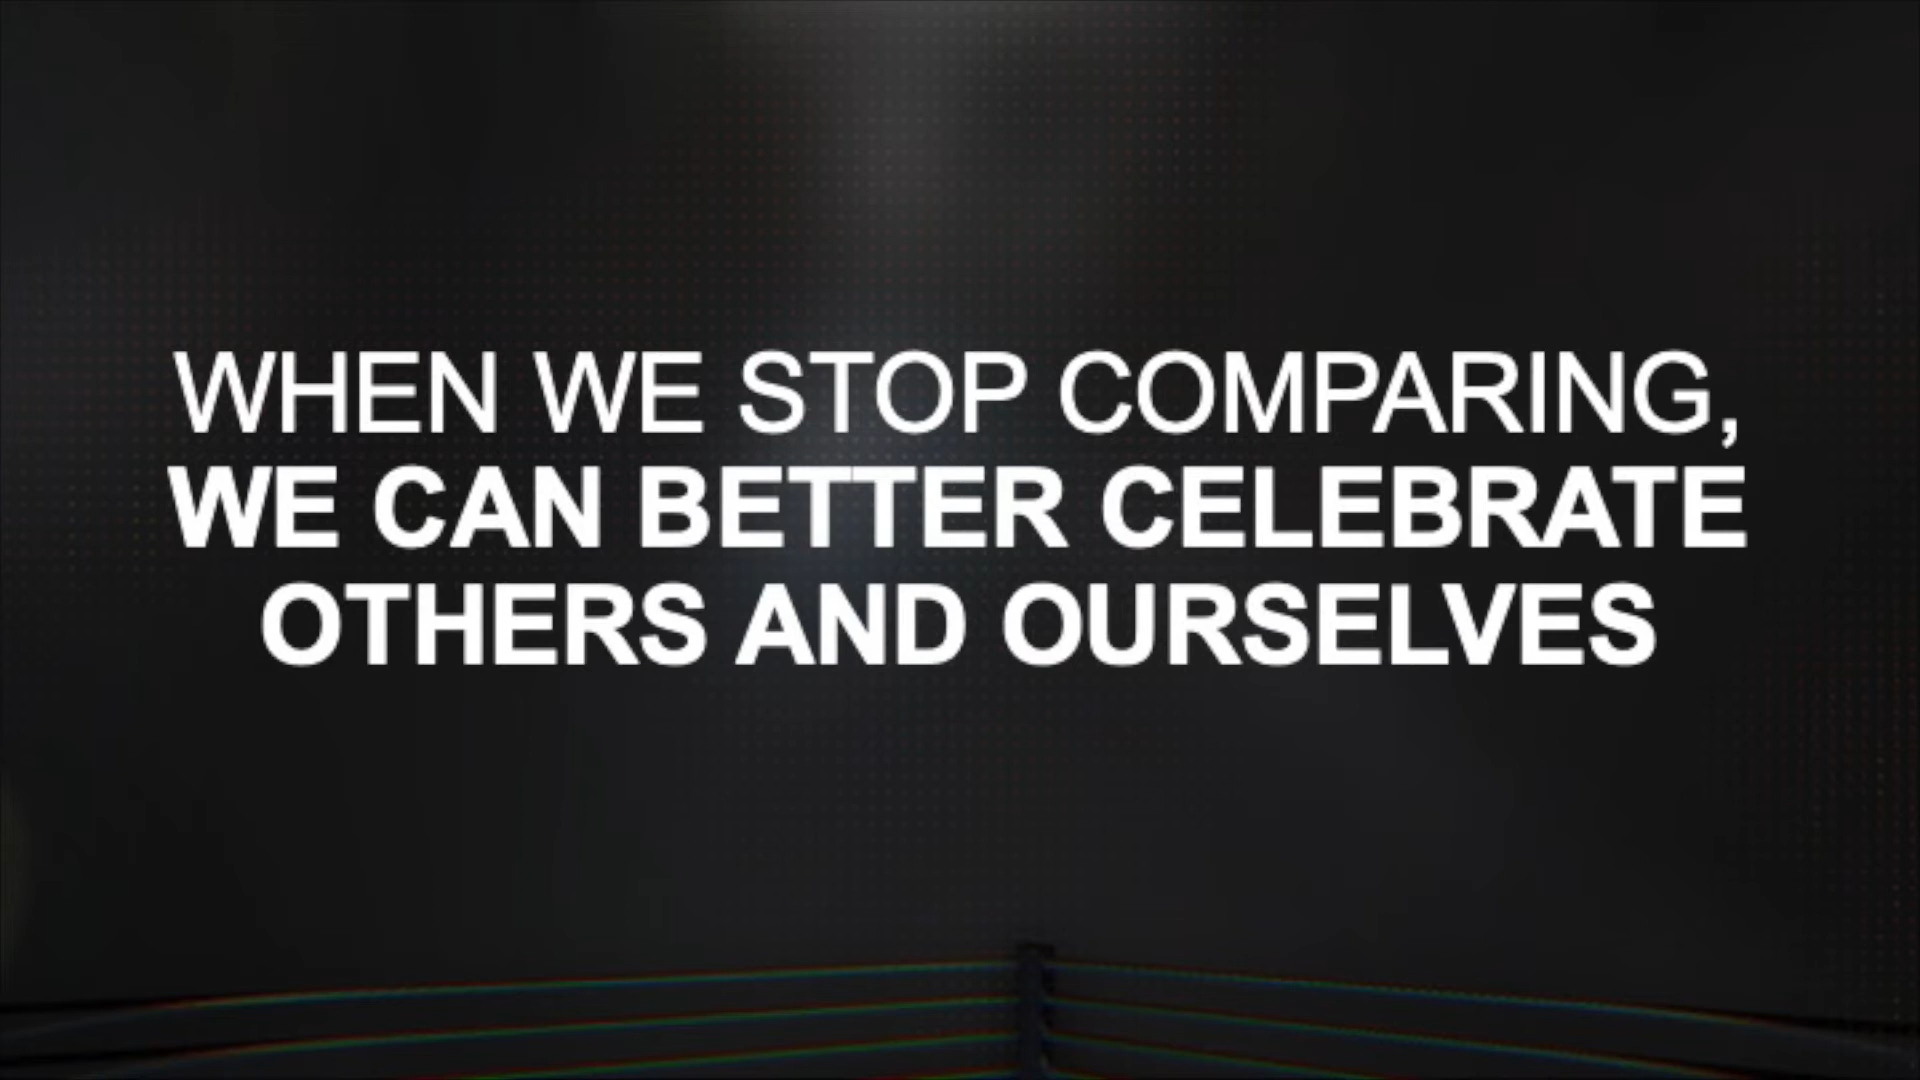 WHEN WE STOP COMPARING,
WE CAN BETTER CELEBRATE
OTHERS AND OURSELVES